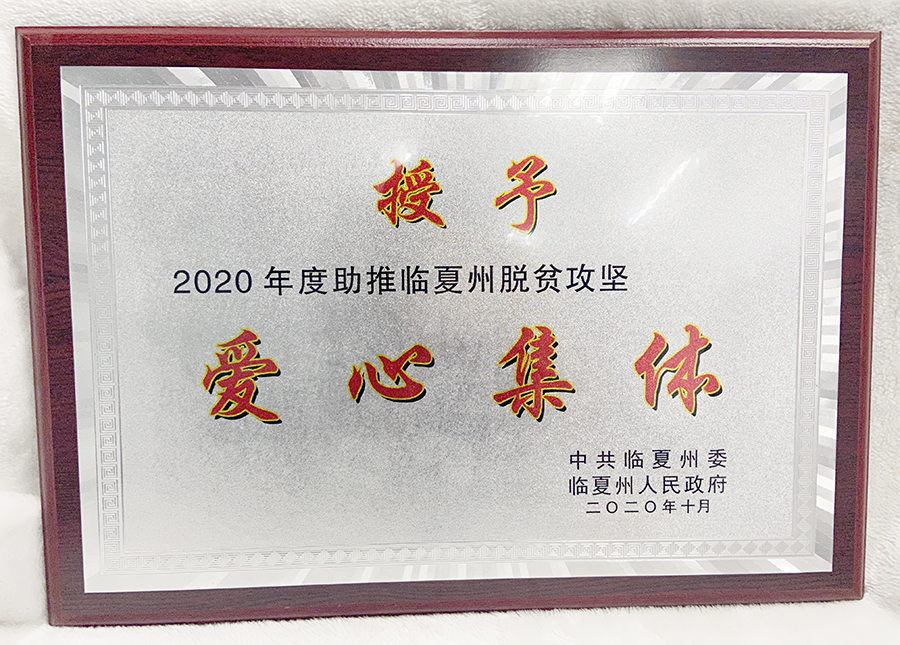 授予
2020年度助推临夏州脱贫攻坚
爱心集体
中共临夏州委
临夏州人民政府
二〇二〇年十月